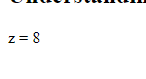 z = 8